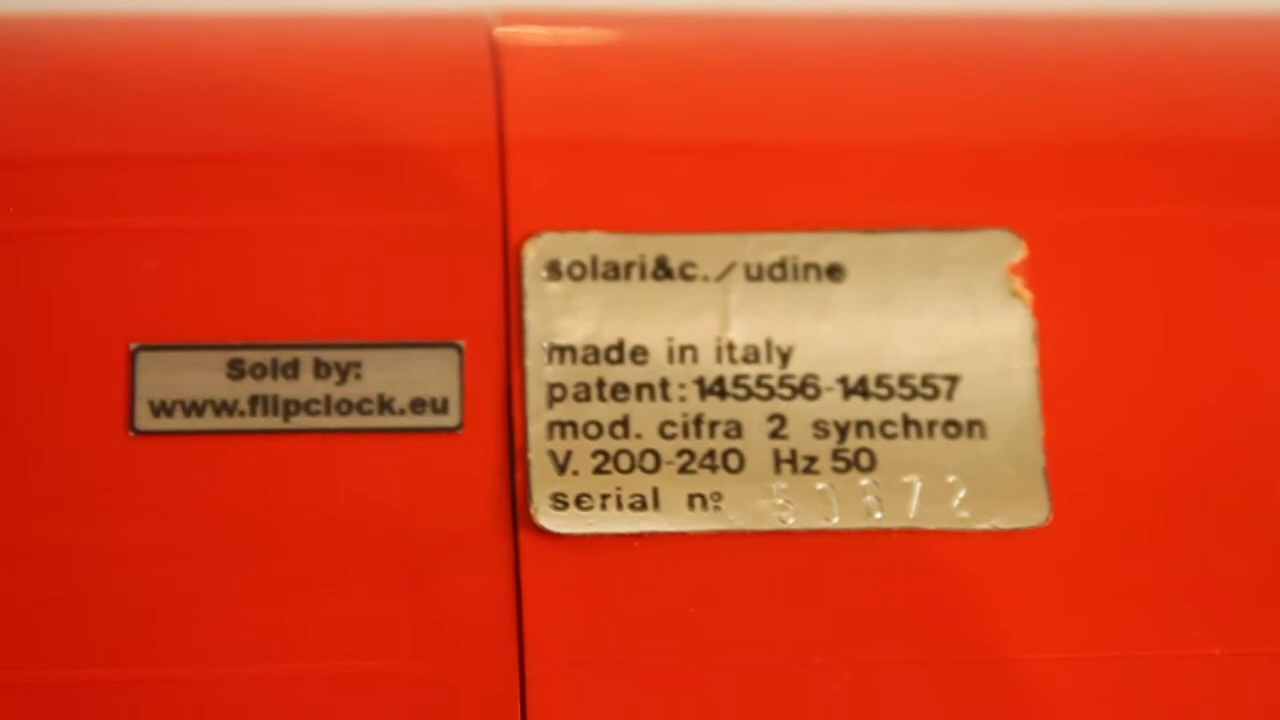 Sold by:
www.flipclock.eu
solari&c./udine
made in italy
patent:145556-145557
mod. cifra 2 synchron
V. 200-240 Hz 50
serial nº